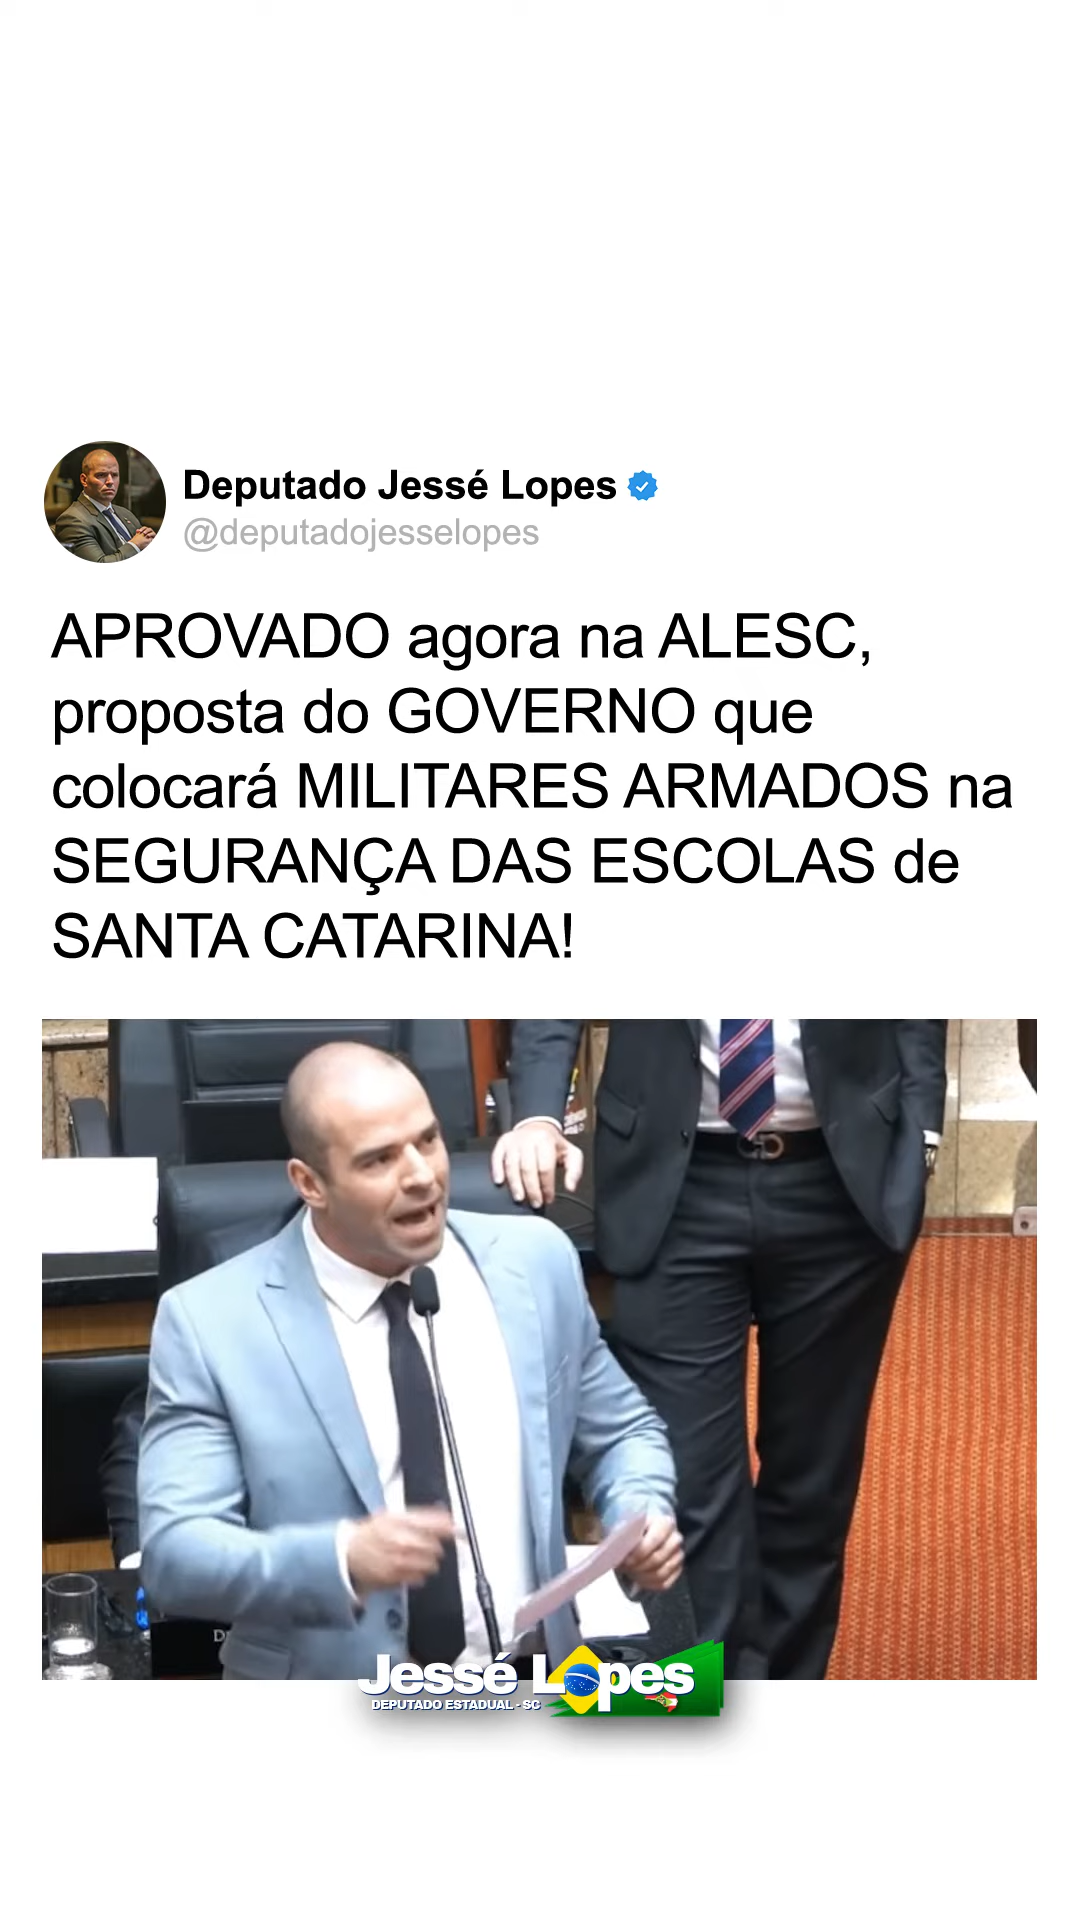 Deputado Jessé Lopes
@deputadojesselopes
APROVADO agora na ALESC,
proposta do GOVERNO que
colocará MILITARES ARMADOS na
SEGURANÇA DAS ESCOLAS de
SANTA CATARINA!
Jessé Lopes
DEPUTADO ESTADUAL - SC